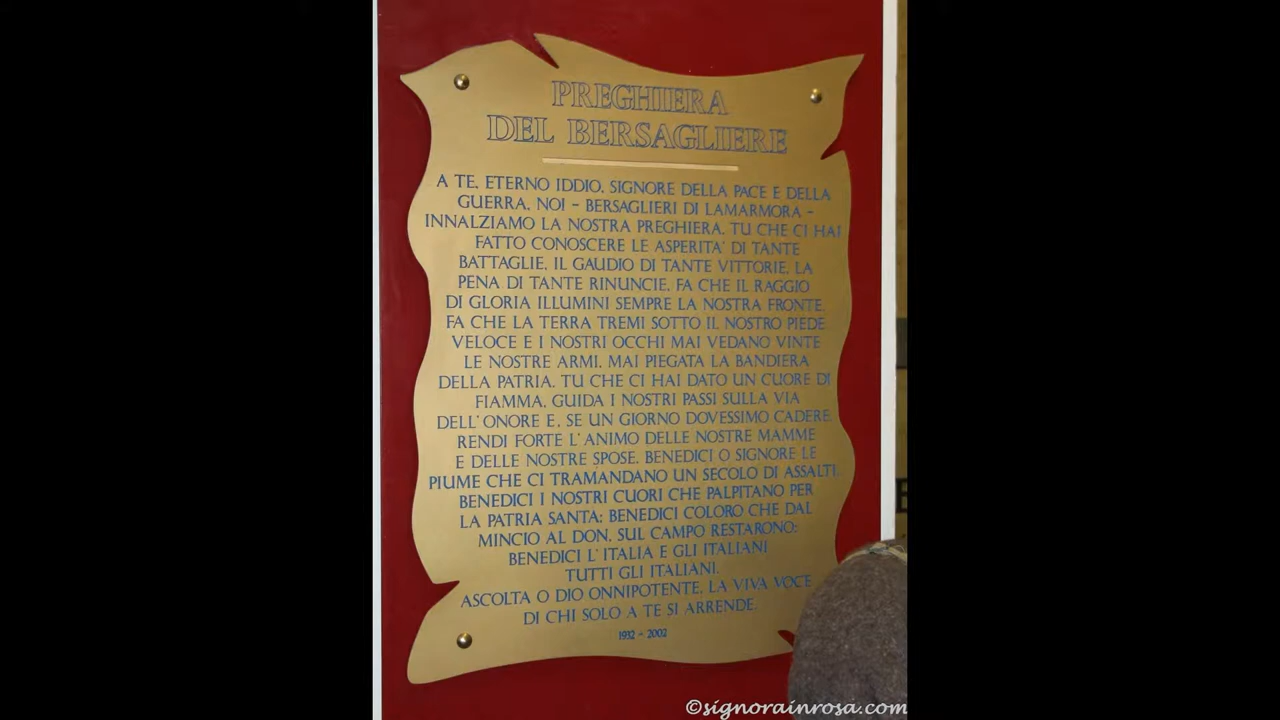 PREGHIERA
DEL BERSAGLIERE
A TE, ETERNO IDDIO, SIGNORE DELLA PACE E DELLA
GUERRA, NOI - BERSAGLIERI DI LAMARMORA -
INNALZIAMO LA NOSTRA PREGHIERA, TU CHE CI HAI
FATTO CONOSCERE LE ASPERITA' DI TANTE
BATTAGLIE, IL GAUDIO DI TANTE VITTORIE, LA
PENA DI TANTE RINUNCIE, FA CHE IL RAGGIO
DI GLORIA ILLUMINI SEMPRE LA NOSTRA FRONTE.
FA CHE LA TERRA TREMI SOTTO IL NOSTRO PIEDE
VELOCE E I NOSTRI OCCHI MAI VEDANO VINTE
LE NOSTRE ARMI, MAI PIEGATA LA BANDIERA
DELLA PATRIA. TU CHE CI HAI DATO UN CUORE DI
FIAMMA, GUIDA I NOSTRI PASSI SULLA VIA
DELL'ONORE E, SE UN GIORNO DOVESSIMO CADERE,
RENDI FORTE L'ANIMO DELLE NOSTRE MAMME
E DELLE NOSTRE SPOSE. BENEDICI O SIGNORE LE
PIUME CHE CI TRAMANDANO UN SECOLO DI ASSALTI,
BENEDICI I NOSTRI CUORI CHE PALPITANO PER
LA PATRIA SANTA; BENEDICI COLORO CHE DAL
MINCIO AL DON, SUL CAMPO RESTARONO;
BENEDICI L'ITALIA E GLI ITALIANI
TUTTI GLI ITALIANI.
ASCOLTA O DIO ONNIPOTENTE, LA VIVA VOCE
DI CHI SOLO A TE SI ARRENDE.
1932 - 2002
©signorainrosa.com